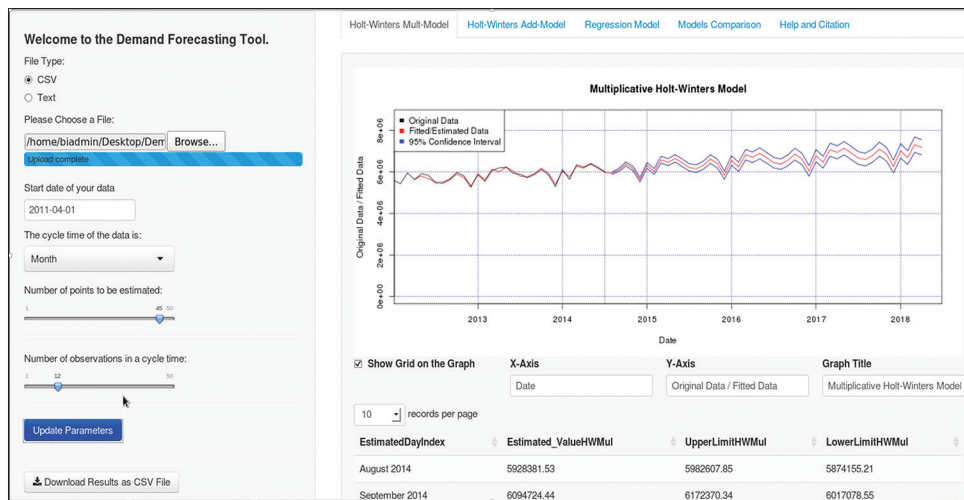 Welcome to the Demand Forecasting Tool.
File Type:
CSV
Text
Please Choose a File:
/home/biadmin/Desktop/Dem Browse...
Upload complete
Start date of your data
2011-04-01
The cycle time of the data is:
Month
Number of points to be estimated:
1 45 50
Number of observations in a cycle time:
1 12 50
Update Parameters
Download Results as CSV File
Holt-Winters Mult-Model Holt-Winters Add-Model Regression Model Models Comparison Help and Citation
Multiplicative Holt-Winters Model
Original Data
Fitted/Estimated Data
95% Confidence Interval
Original Data / Fitted Data
8e+06
6e+06
4e+06
2e+06
0e+00
2013 2014 2015 2016 2017 2018
Date
Show Grid on the Graph X-Axis Y-Axis Graph Title
Date Original Data / Fitted Data Multiplicative Holt-Winters Model
10 records per page
EstimatedDayIndex Estimated_ValueHWMul UpperLimitHWMul LowerLimitHWMul
August 2014 5928381.53 5982607.85 5874155.21
September 2014 6094724.44 6172370.34 6017078.55